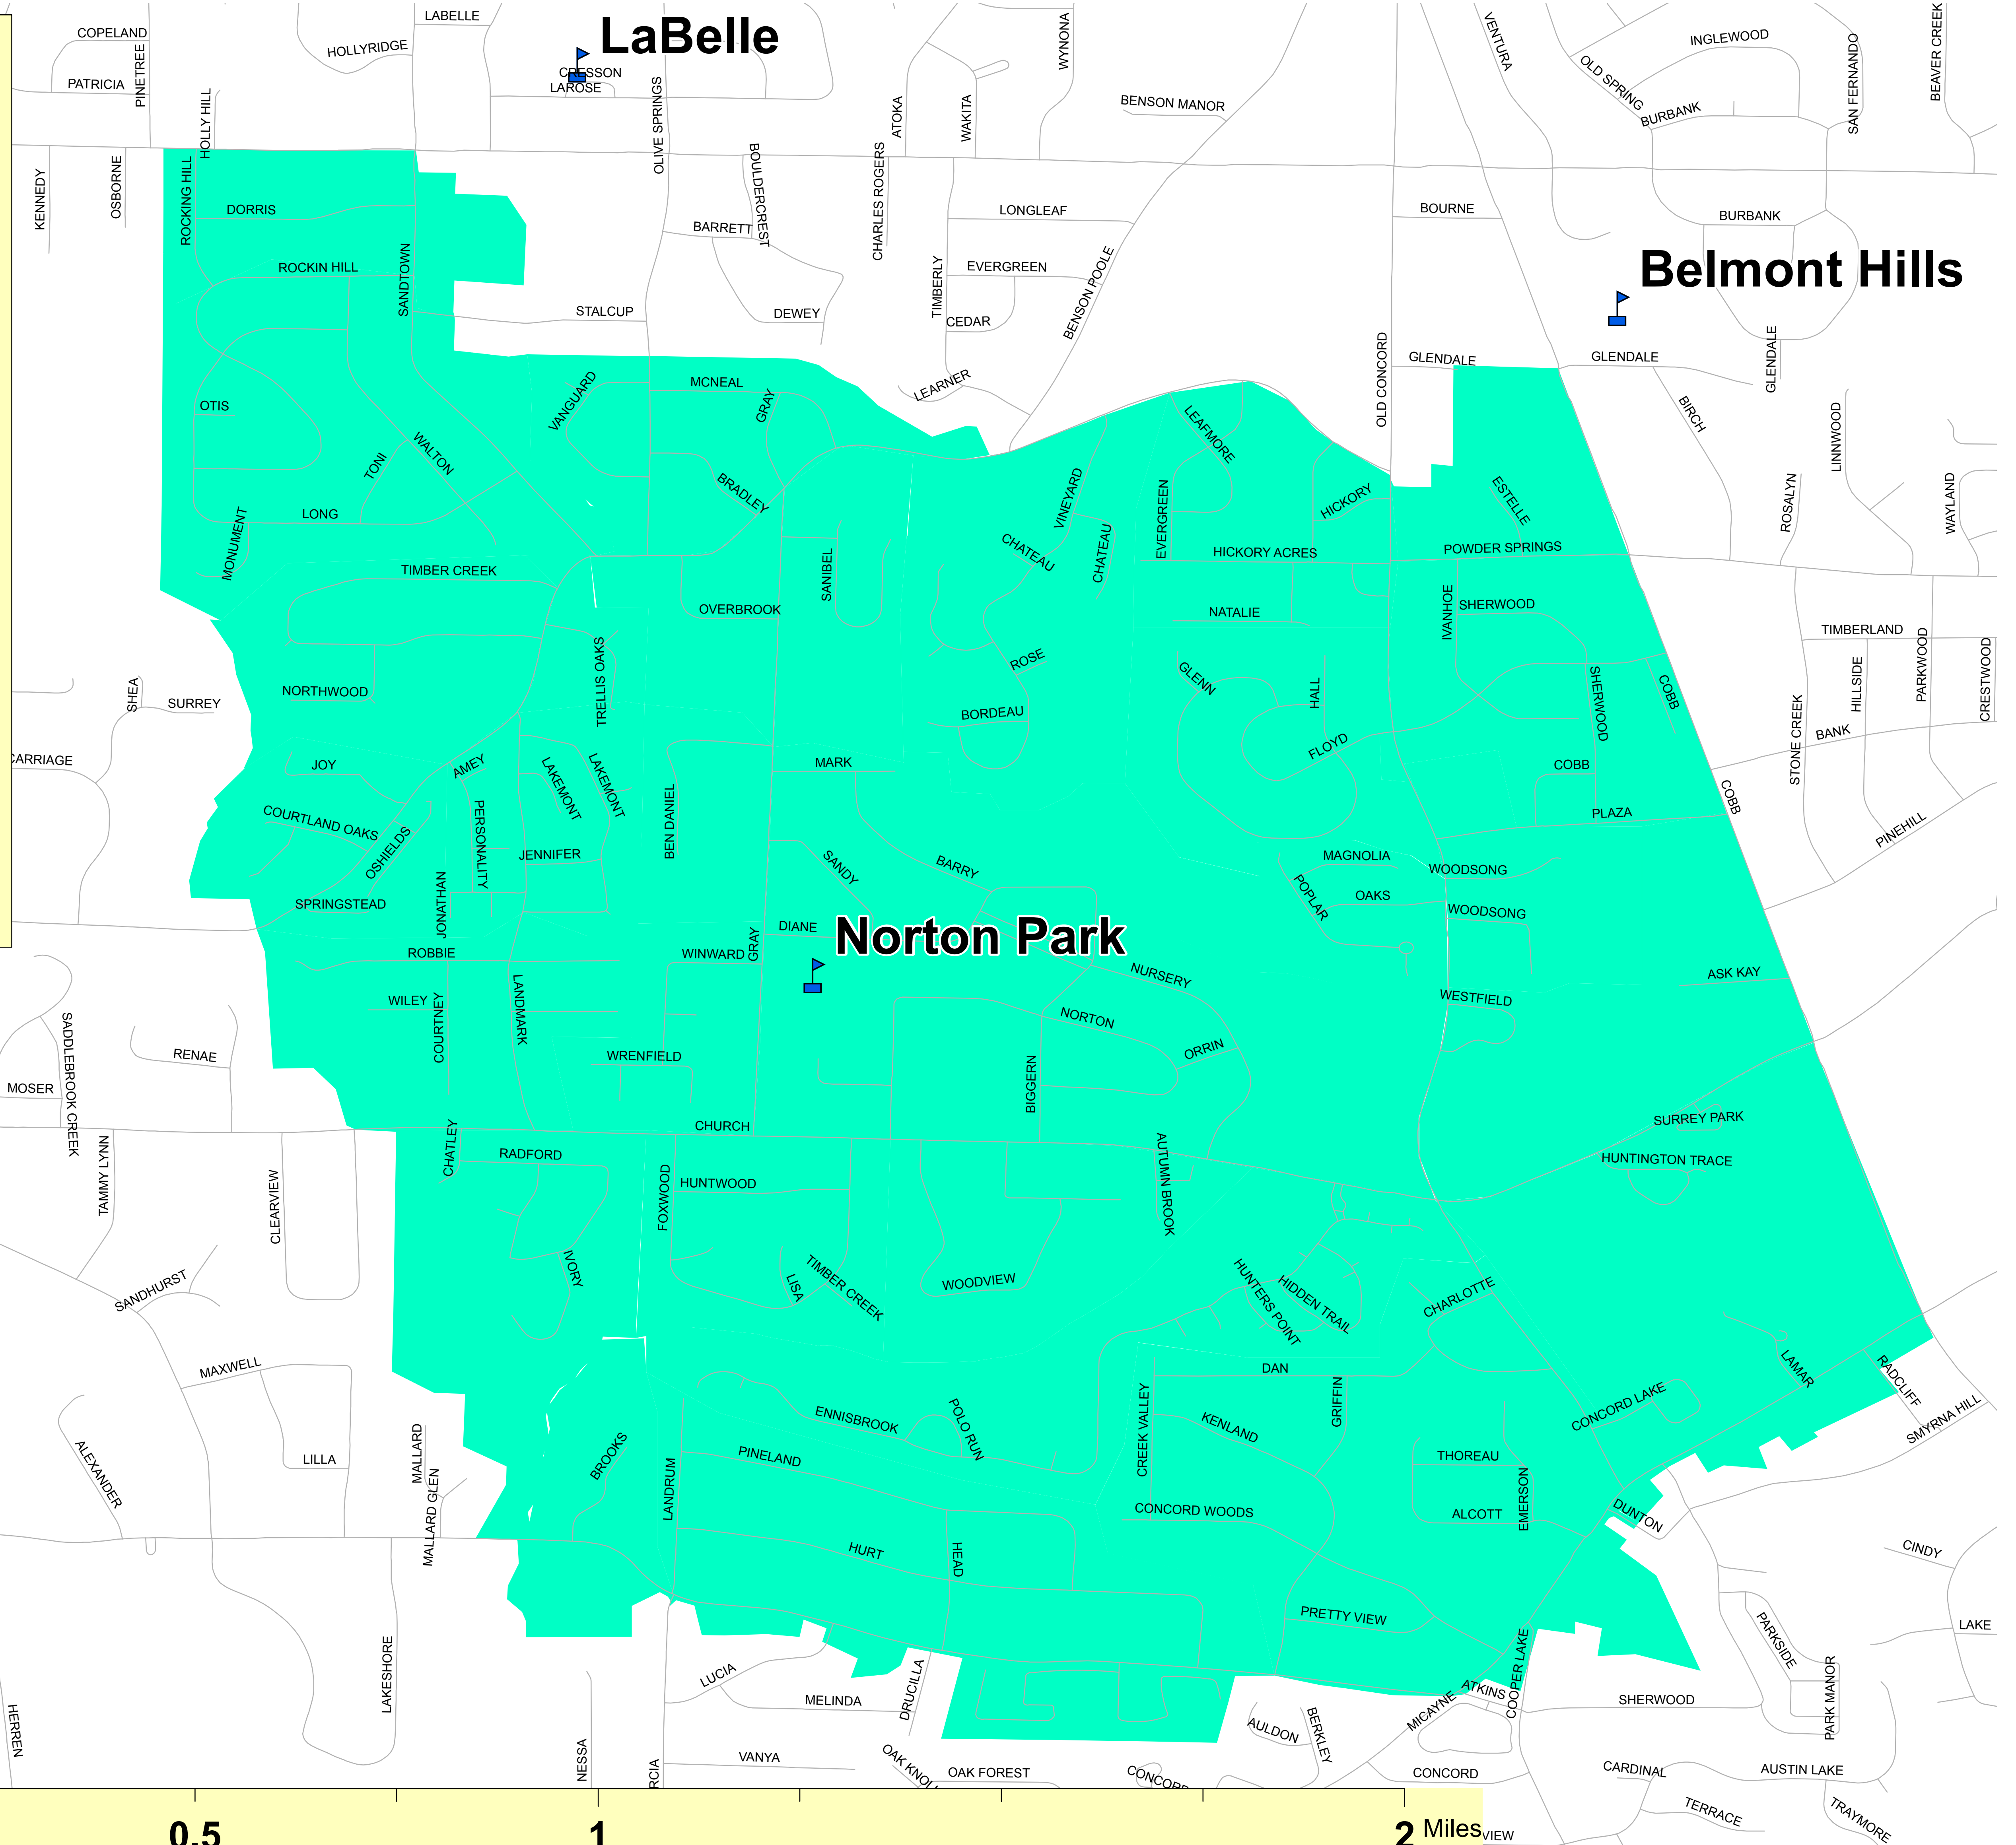 LABELLE
LaBelle
COPELAND
HOLLYRIDGE
PINETREE
PATRICIA
CRESSON
LAROSE
HOLLY HILL
OLIVE SPRINGS
ATOKA
WAKITA
WYNONA
BENSON MANOR
VENTURA
OLD SPRING
INGLEWOOD
BURBANK
SAN FERNANDO
BEAVER CREEK
KENNEDY
OSBORNE
ROCKING HILL
DORRIS
ROCKIN HILL
SANDTOWN
BOULDERCREST
BARRETT
CHARLES ROGERS
LONGLEAF
EVERGREEN
TIMBERLY
CEDAR
BENSON POOLE
BOURNE
BURBANK
Belmont Hills
STALCUP
DEWEY
LEARNER
OLD CONCORD
GLENDALE
GLENDALE
GLENDALE
BIRCH
LINNWOOD
ROSALYN
WAYLAND
OTIS
TONI
WALTON
LONG
MONUMENT
VANGUARD
MCNEAL
GRAY
BRADLEY
LEAFMORE
VINEYARD
EVERGREEN
HICKORY
ESTELLE
CHATEAU
CHATEAU
HICKORY ACRES
POWDER SPRINGS
TIMBER CREEK
OVERBROOK
SANIBEL
NATALIE
IVANHOE
SHERWOOD
TIMBERLAND
PARKWOOD
HILLSIDE
CRESTWOOD
STONE CREEK
BANK
SHEA
SURREY
CARRIAGE
NORTHWOOD
TRELLIS OAKS
ROSE
BORDEAU
GLENN
HALL
FLOYD
SHERWOOD
COBB
COBB
COBB
PLAZA
PINEHILL
JOY
AMEY
COURTLAND OAKS
OSHIELDS
PERSONALITY
LAKEMONT
LAKEMONT
BEN DANIEL
MARK
JENNIFER
SANDY
BARRY
MAGNOLIA
POPLAR
OAKS
WOODSONG
WOODSONG
SPRINGSTEAD
JONATHAN
DIANE
Norton Park
ROBBIE
WINWARD
GRAY
NURSERY
WILEY
COURTNEY
LANDMARK
NORTON
WESTFIELD
ASK KAY
SADDLEBROOK CREEK
RENAE
MOSER
WRENFIELD
BIGGERN
ORRIN
SURREY PARK
HUNTINGTON TRACE
TAMMY LYNN
CLEARVIEW
CHATLEY
RADFORD
CHURCH
FOXWOOD
HUNTWOOD
AUTUMN BROOK
SANDHURST
IVORY
LISA
TIMBER CREEK
WOODVIEW
HUNTERS POINT
HIDDEN TRAIL
CHARLOTTE
MAXWELL
DAN
LAMAR
RADCLIFF
SMYRNA HILL
ALEXANDER
LILLA
MALLARD
MALLARD GLEN
BROOKS
LANDRUM
ENNISBROOK
POLO RUN
PINELAND
CREEK VALLEY
KENLAND
GRIFFIN
CONCORD LAKE
THOREAU
EMERSON
ALCOTT
DUNTON
CONCORD WOODS
HURT
HEAD
PRETTY VIEW
CINDY
LAKE
PARKSIDE
PARK MANOR
LAKESHORE
LUCIA
MELINDA
DRUCILLA
COOPER LAKE
ATKINS
MICAYNE
SHERWOOD
AULDON
BERKLEY
HERREN
NESSA
RCIA
VANYA
OAK KNOL
OAK FOREST
CONCORD
CONCORD
CARDINAL
AUSTIN LAKE
TERRACE
TRAYMORE
VIEW
0.5
1
2 Miles